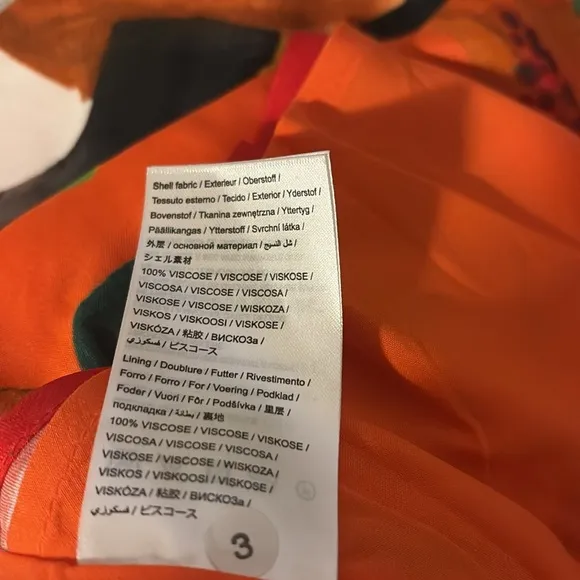 Shell fabric / Exterieur / Oberstoff /
Tessuto esterno / Tecido / Exterior / Yderstof /
Bovenstof / Tkanina zewnętrzna / Yttertyg /
Päällikangas / Ytterstoff / Svrchní látka /
外层 / основной материал / شل النسيج /
シェル素材
100% VISCOSE / VISCOSE / VISKOSE /
VISCOSA / VISCOSE / VISCOSA /
VISKOSE / VISCOSE / WISKOZA /
VISKOS / VISKOOSI / VISKOSE /
VISKÓZA / 粘胶 / ВИСКОЗа /
فسكوزي / ビスコース
Lining / Doublure / Futter / Rivestimento /
Forro / Forro / For / Voering / Podklad /
Foder / Vuori / Fôr / Podšívka / 里层 /
подкладка / بطانة / 裏地
100% VISCOSE / VISCOSE / VISKOSE /
VISCOSA / VISCOSE / VISCOSA /
VISKOSE / VISCOSE / WISKOZA /
VISKOS / VISKOOSI / VISKOSE /
VISKÓZA / 粘胶 / ВИСКОЗа /
فسكوزي / ビスコース
3